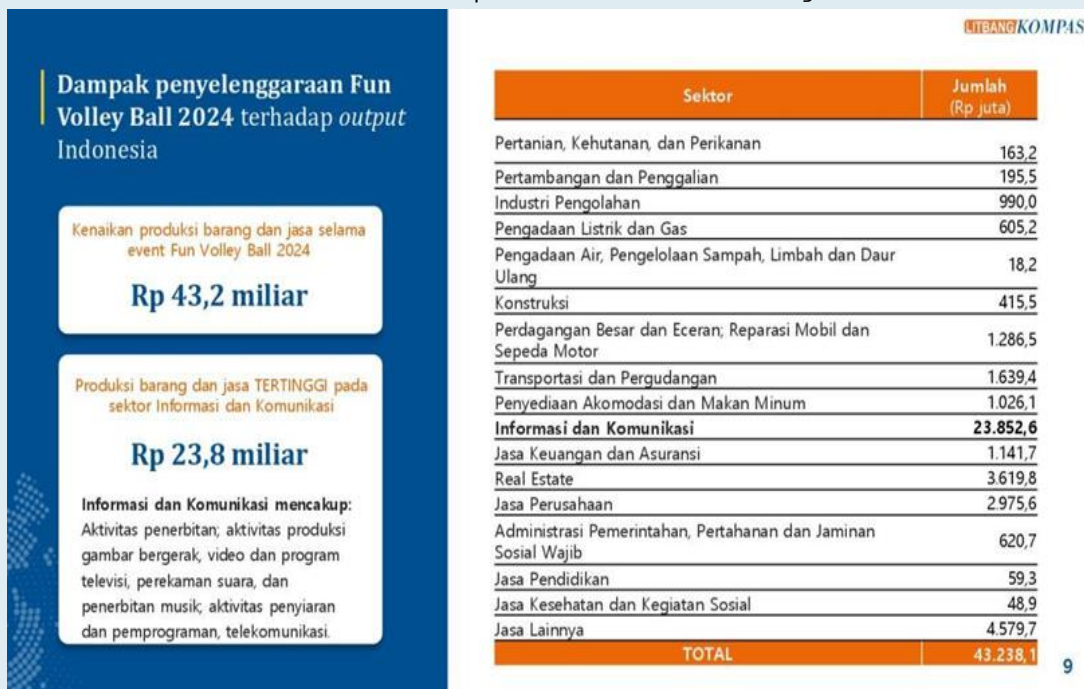 LITBANG KOMPAS
Dampak penyelenggaraan Fun
Volley Ball 2024 terhadap output
Indonesia
Kenaikan produksi barang dan jasa selama
event Fun Volley Ball 2024
Rp 43,2 miliar
Produksi barang dan jasa TERTINGGI pada
sektor Informasi dan Komunikasi
Rp 23,8 miliar
Informasi dan Komunikasi mencakup:
Aktivitas penerbitan; aktivitas produksi
gambar bergerak, video dan program
televisi, perekaman suara, dan
penerbitan musik; aktivitas penyiaran
dan pemprograman, telekomunikasi.
Sektor Jumlah
(Rp juta)
Pertanian, Kehutanan, dan Perikanan 163,2
Pertambangan dan Penggalian 195,5
Industri Pengolahan 990,0
Pengadaan Listrik dan Gas 605,2
Pengadaan Air, Pengelolaan Sampah, Limbah dan Daur
Ulang 18,2
Konstruksi 415,5
Perdagangan Besar dan Eceran; Reparasi Mobil dan
Sepeda Motor 1.286,5
Transportasi dan Pergudangan 1.639,4
Penyediaan Akomodasi dan Makan Minum 1.026,1
Informasi dan Komunikasi 23.852,6
Jasa Keuangan dan Asuransi 1.141,7
Real Estate 3.619,8
Jasa Perusahaan 2.975,6
Administrasi Pemerintahan, Pertahanan dan Jaminan
Sosial Wajib 620,7
Jasa Pendidikan 59,3
Jasa Kesehatan dan Kegiatan Sosial 48,9
Jasa Lainnya 4.579,7
TOTAL 43.238,1
9